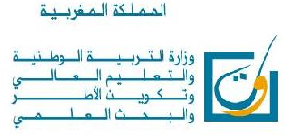 المملكة المغربية
وزارة التربية الوطنية
والتعليم العالي
وتكوين الأطر
والبحث العلمي